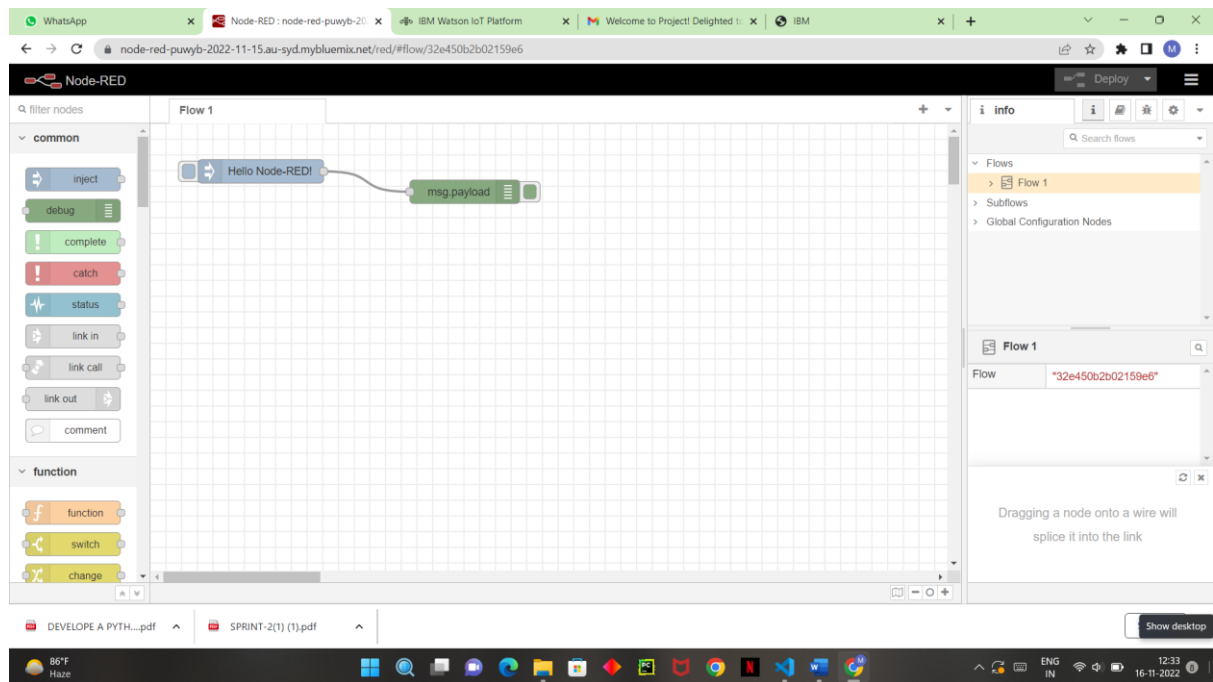 WhatsApp
Node-RED : node-red-puwyb-20
IBM Watson IoT Platform
Welcome to Project! Delighted t
IBM
node-red-puwyb-2022-11-15.au-syd.mybluemix.net/red/#flow/32e450b2b02159e6
M
Node-RED
Deploy
filter nodes
Flow 1
i info
i
Search flows
common
inject
debug
complete
catch
status
link in
link call
link out
comment
function
function
switch
change
Hello Node-RED!
msg.payload
Flows
Flow 1
Subflows
Global Configuration Nodes
Flow 1
Flow
"32e450b2b02159e6"
Dragging a node onto a wire will
splice it into the link
DEVELOPE A PYTH....pdf
SPRINT-2(1) (1).pdf
Show desktop
86°F
Haze
ENG
IN
12:33
16-11-2022